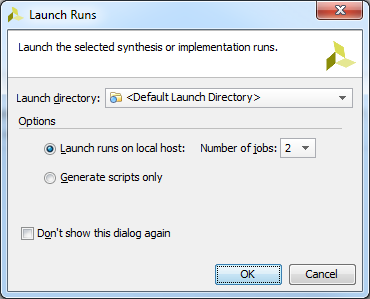 Launch Runs
Launch the selected synthesis or implementation runs.
Launch directory: <Default Launch Directory>
Options
Launch runs on local host: Number of jobs: 2
Generate scripts only
Don't show this dialog again
OK Cancel